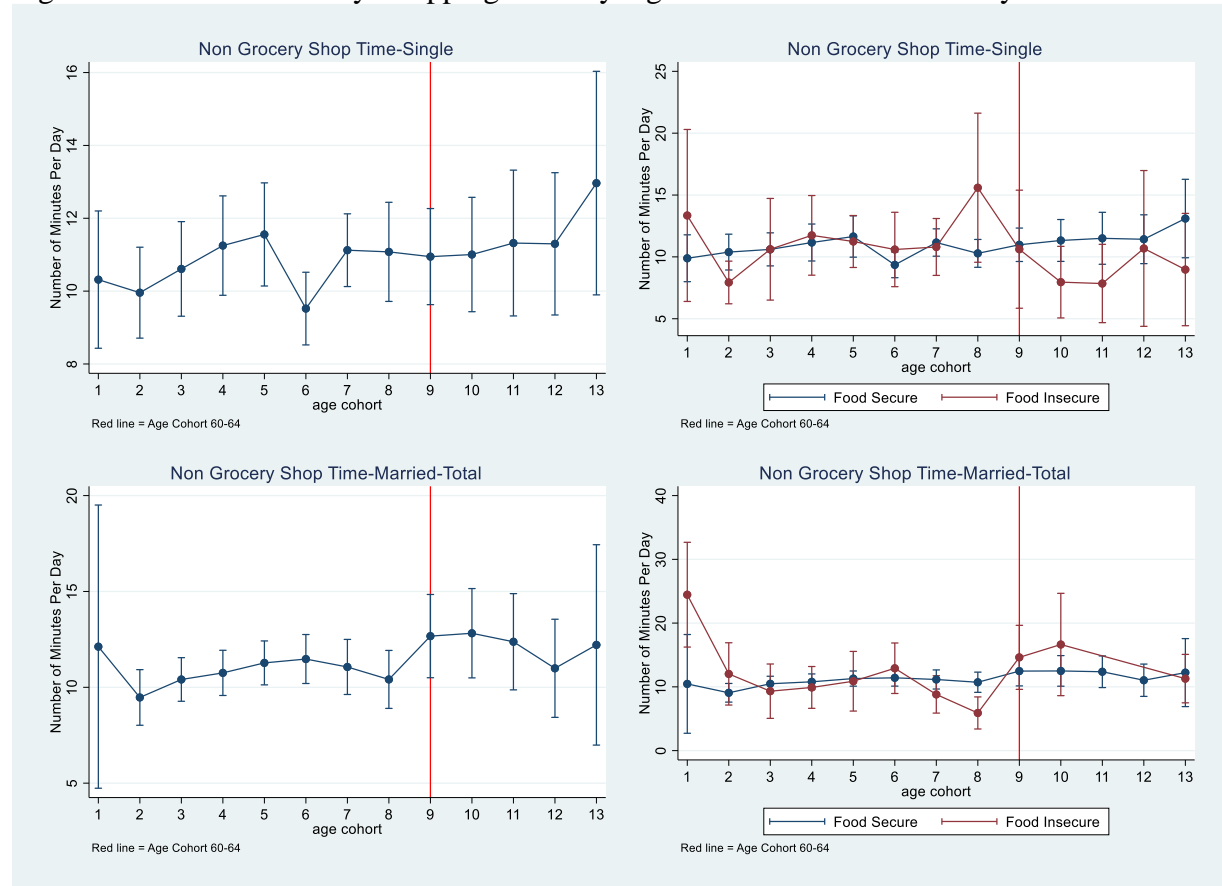 Non Grocery Shop Time-Single
Number of Minutes Per Day
16
14
12
10
8
1 2 3 4 5 6 7 8 9 10 11 12 13
age cohort
Red line = Age Cohort 60-64
Non Grocery Shop Time-Single
Number of Minutes Per Day
25
20
15
10
5
1 2 3 4 5 6 7 8 9 10 11 12 13
age cohort
Food Secure Food Insecure
Red line = Age Cohort 60-64
Non Grocery Shop Time-Married-Total
Number of Minutes Per Day
20
15
10
5
1 2 3 4 5 6 7 8 9 10 11 12 13
age cohort
Red line = Age Cohort 60-64
Non Grocery Shop Time-Married-Total
Number of Minutes Per Day
40
30
20
10
0
1 2 3 4 5 6 7 8 9 10 11 12 13
age cohort
Food Secure Food Insecure
Red line = Age Cohort 60-64